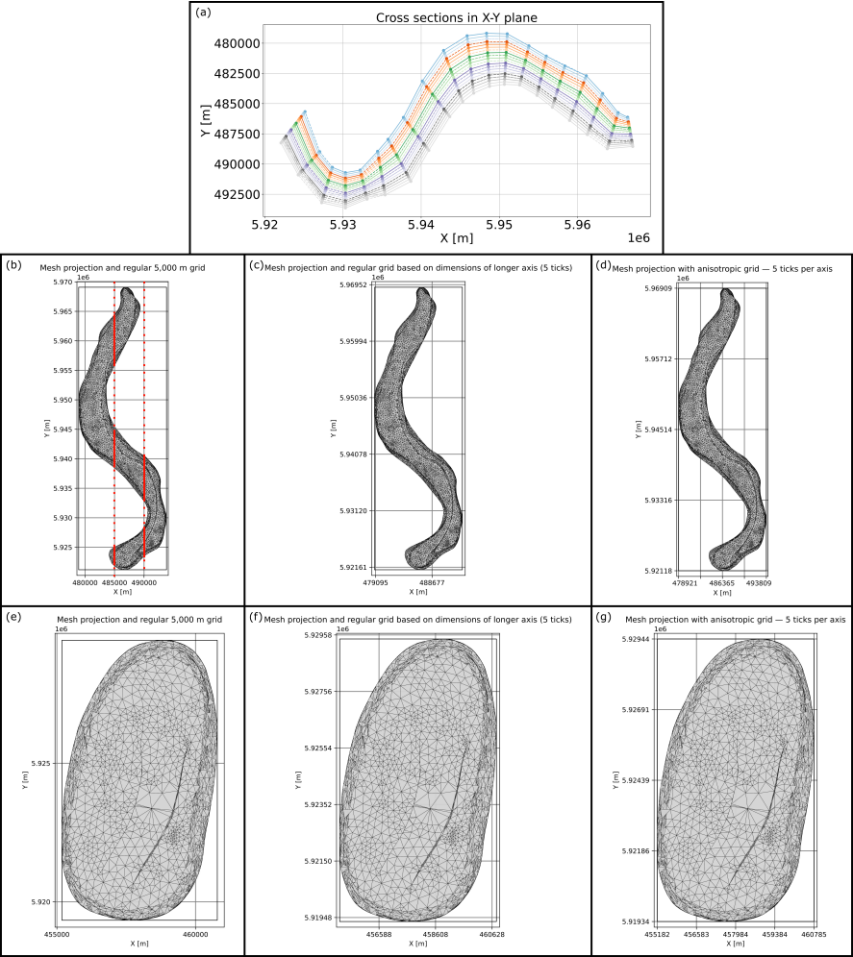 (a)
Cross sections in X-Y plane
480000
482500
485000
487500
490000
492500
Y [m]
5.92 5.93 5.94 5.95 5.96
X [m]
1e6
(b) Mesh projection and regular 5,000 m grid
1e6
5.970
5.965
5.960
5.955
5.950
5.945
5.940
5.935
5.930
5.925
Y [m]
480000 485000 490000
X [m]
(c) Mesh projection and regular grid based on dimensions of longer axis (5 ticks)
1e6
5.96952
5.95994
5.95036
5.94078
5.93120
5.92161
Y [m]
479095 488677
X [m]
(d) Mesh projection with anisotropic grid — 5 ticks per axis
1e6
5.96909
5.95712
5.94514
5.93316
5.92118
Y [m]
478921 486365 493809
X [m]
(e) Mesh projection and regular 5,000 m grid
1e6
5.925
5.920
Y [m]
455000 460000
X [m]
(f) Mesh projection and regular grid based on dimensions of longer axis (5 ticks)
1e6
5.92958
5.92756
5.92554
5.92352
5.92150
5.91948
Y [m]
456588 458608 460628
X [m]
(g) Mesh projection with anisotropic grid — 5 ticks per axis
1e6
5.92944
5.92691
5.92439
5.92186
5.91934
Y [m]
455182 456583 457984 459384 460785
X [m]